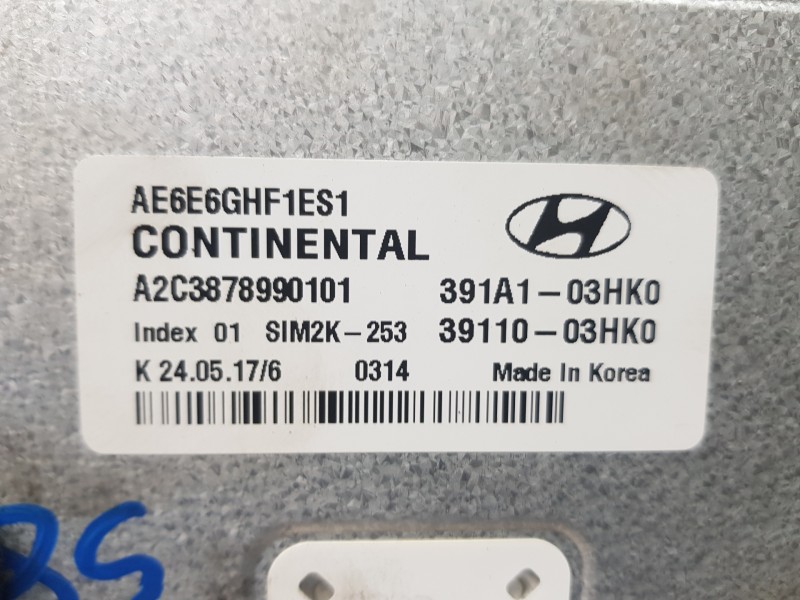 AE6E6GHF1ES1
CONTINENTAL
A2C3878990101 391A1-03HK0
Index 01 SIM2K-253 39110-03HK0
K 24.05.17/6 0314 Made In Korea